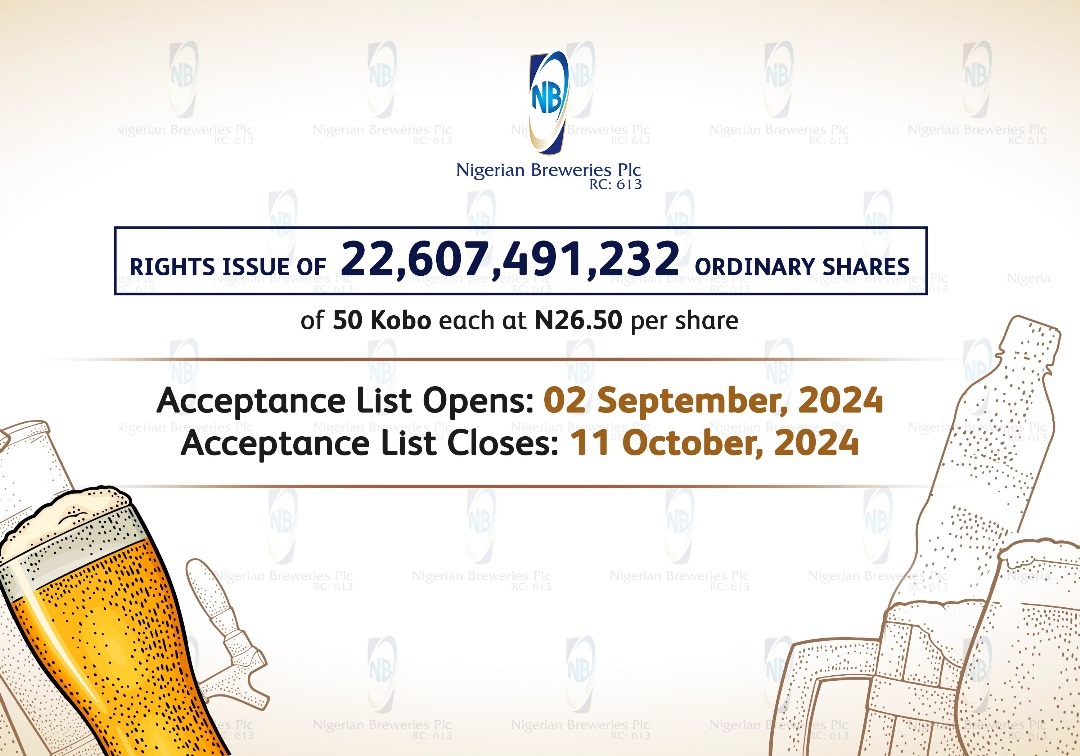 NB
Nigerian Breweries Plc
RC: 613
RIGHTS ISSUE OF 22,607,491,232 ORDINARY SHARES
of 50 Kobo each at N26.50 per share
Acceptance List Opens: 02 September, 2024
Acceptance List Closes: 11 October, 2024